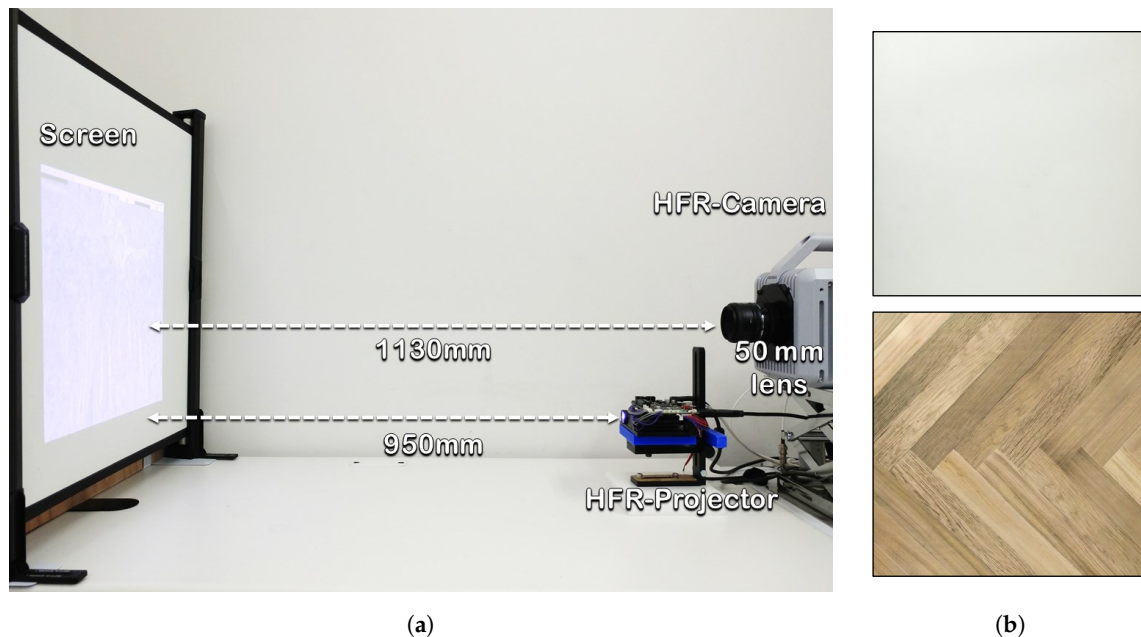 Screen
HFR-Camera
1130mm
50 mm
lens
950mm
HFR-Projector
(a)
(b)